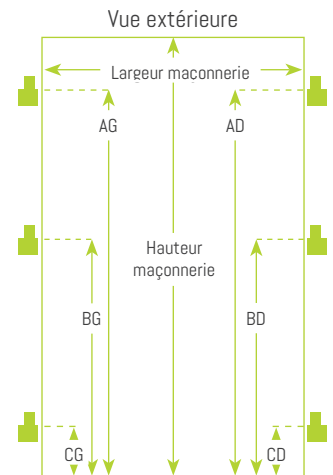 Vue extérieure
Largeur maçonnerie
AG
AD
Hauteur
maçonnerie
BG
BD
CG
CD